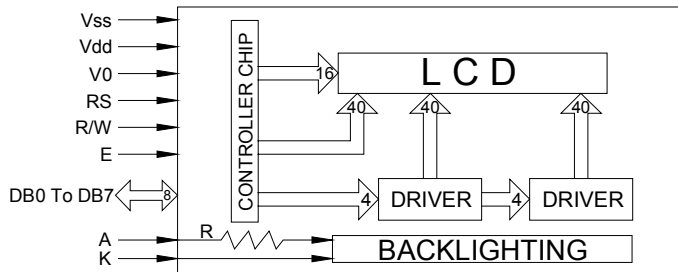 Vss
Vdd
V0
RS
R/W
E
DB0 To DB7
8
A
K
R
CONTROLLER CHIP
16
LCD
40
40
40
4
DRIVER
4
DRIVER
BACKLIGHTING